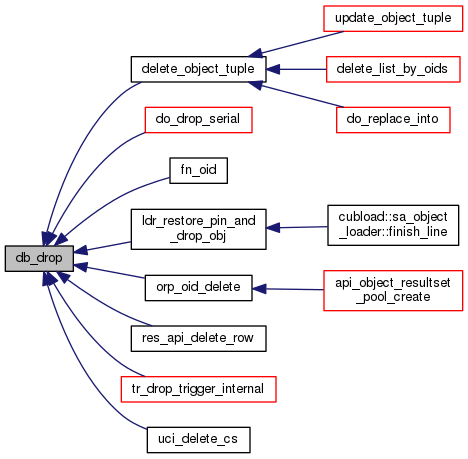 update_object_tuple
delete_object_tuple
delete_list_by_oids
do_replace_into
do_drop_serial
fn_oid
ldr_restore_pin_and
_drop_obj
cubload::sa_object
_loader::finish_line
db_drop
orp_oid_delete
api_object_resultset
_pool_create
res_api_delete_row
tr_drop_trigger_internal
uci_delete_cs